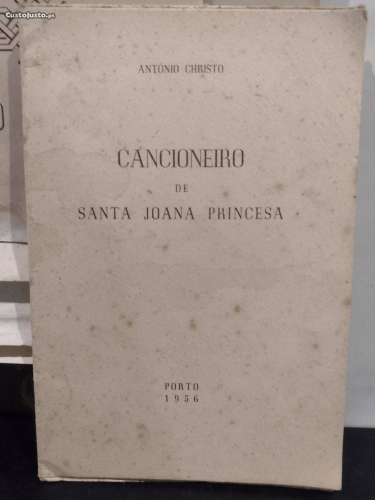 CustoJusto.pt
ANTÓNIO CHRISTO
CANCIONEIRO
DE
SANTA JOANA PRINCESA
PORTO
1956